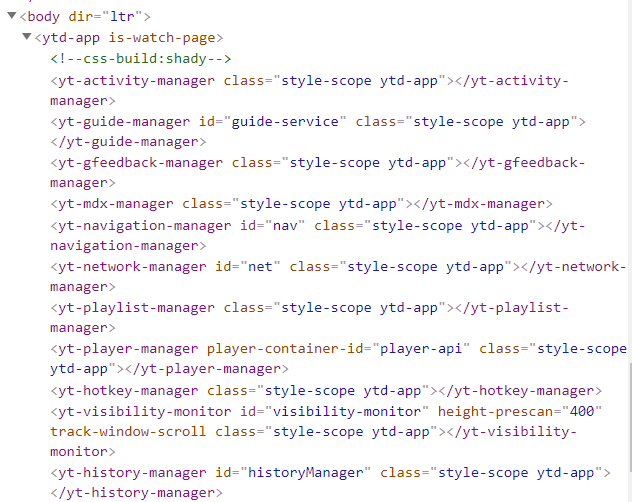 <body dir="ltr">
<ytd-app is-watch-page>
<!--css-build:shady-->
<yt-activity-manager class="style-scope ytd-app"></yt-activity-
manager>
<yt-guide-manager id="guide-service" class="style-scope ytd-app">
</yt-guide-manager>
<yt-gfeedback-manager class="style-scope ytd-app"></yt-gfeedback-
manager>
<yt-mdx-manager class="style-scope ytd-app"></yt-mdx-manager>
<yt-navigation-manager id="nav" class="style-scope ytd-app"></yt-
navigation-manager>
<yt-network-manager id="net" class="style-scope ytd-app"></yt-network-
manager>
<yt-playlist-manager class="style-scope ytd-app"></yt-playlist-
manager>
<yt-player-manager player-container-id="player-api" class="style-scope
ytd-app"></yt-player-manager>
<yt-hotkey-manager class="style-scope ytd-app"></yt-hotkey-manager>
<yt-visibility-monitor id="visibility-monitor" height-prescan="400"
track-window-scroll class="style-scope ytd-app"></yt-visibility-
monitor>
<yt-history-manager id="historyManager" class="style-scope ytd-app">
</yt-history-manager>